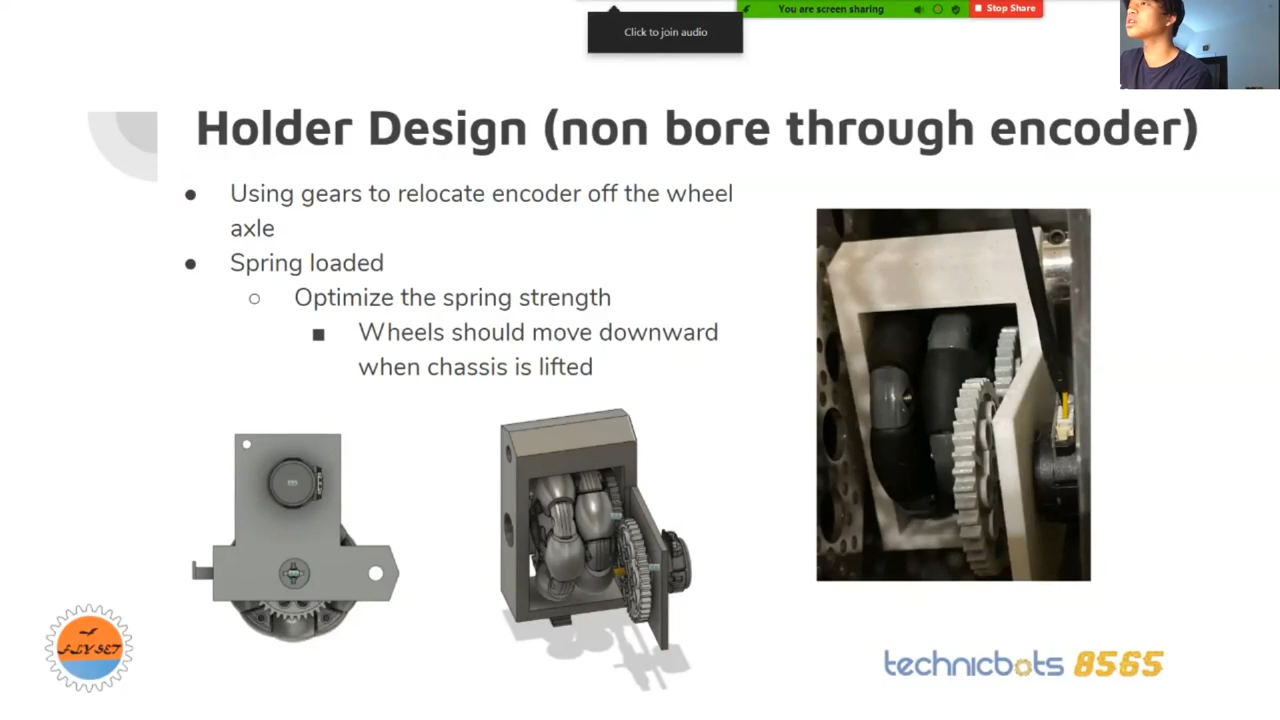 You are screen sharing
Stop Share
Click to join audio
Holder Design (non bore through encoder)
Using gears to relocate encoder off the wheel
axle
Spring loaded
Optimize the spring strength
Wheels should move downward
when chassis is lifted
FLY SET
technicbots 8565